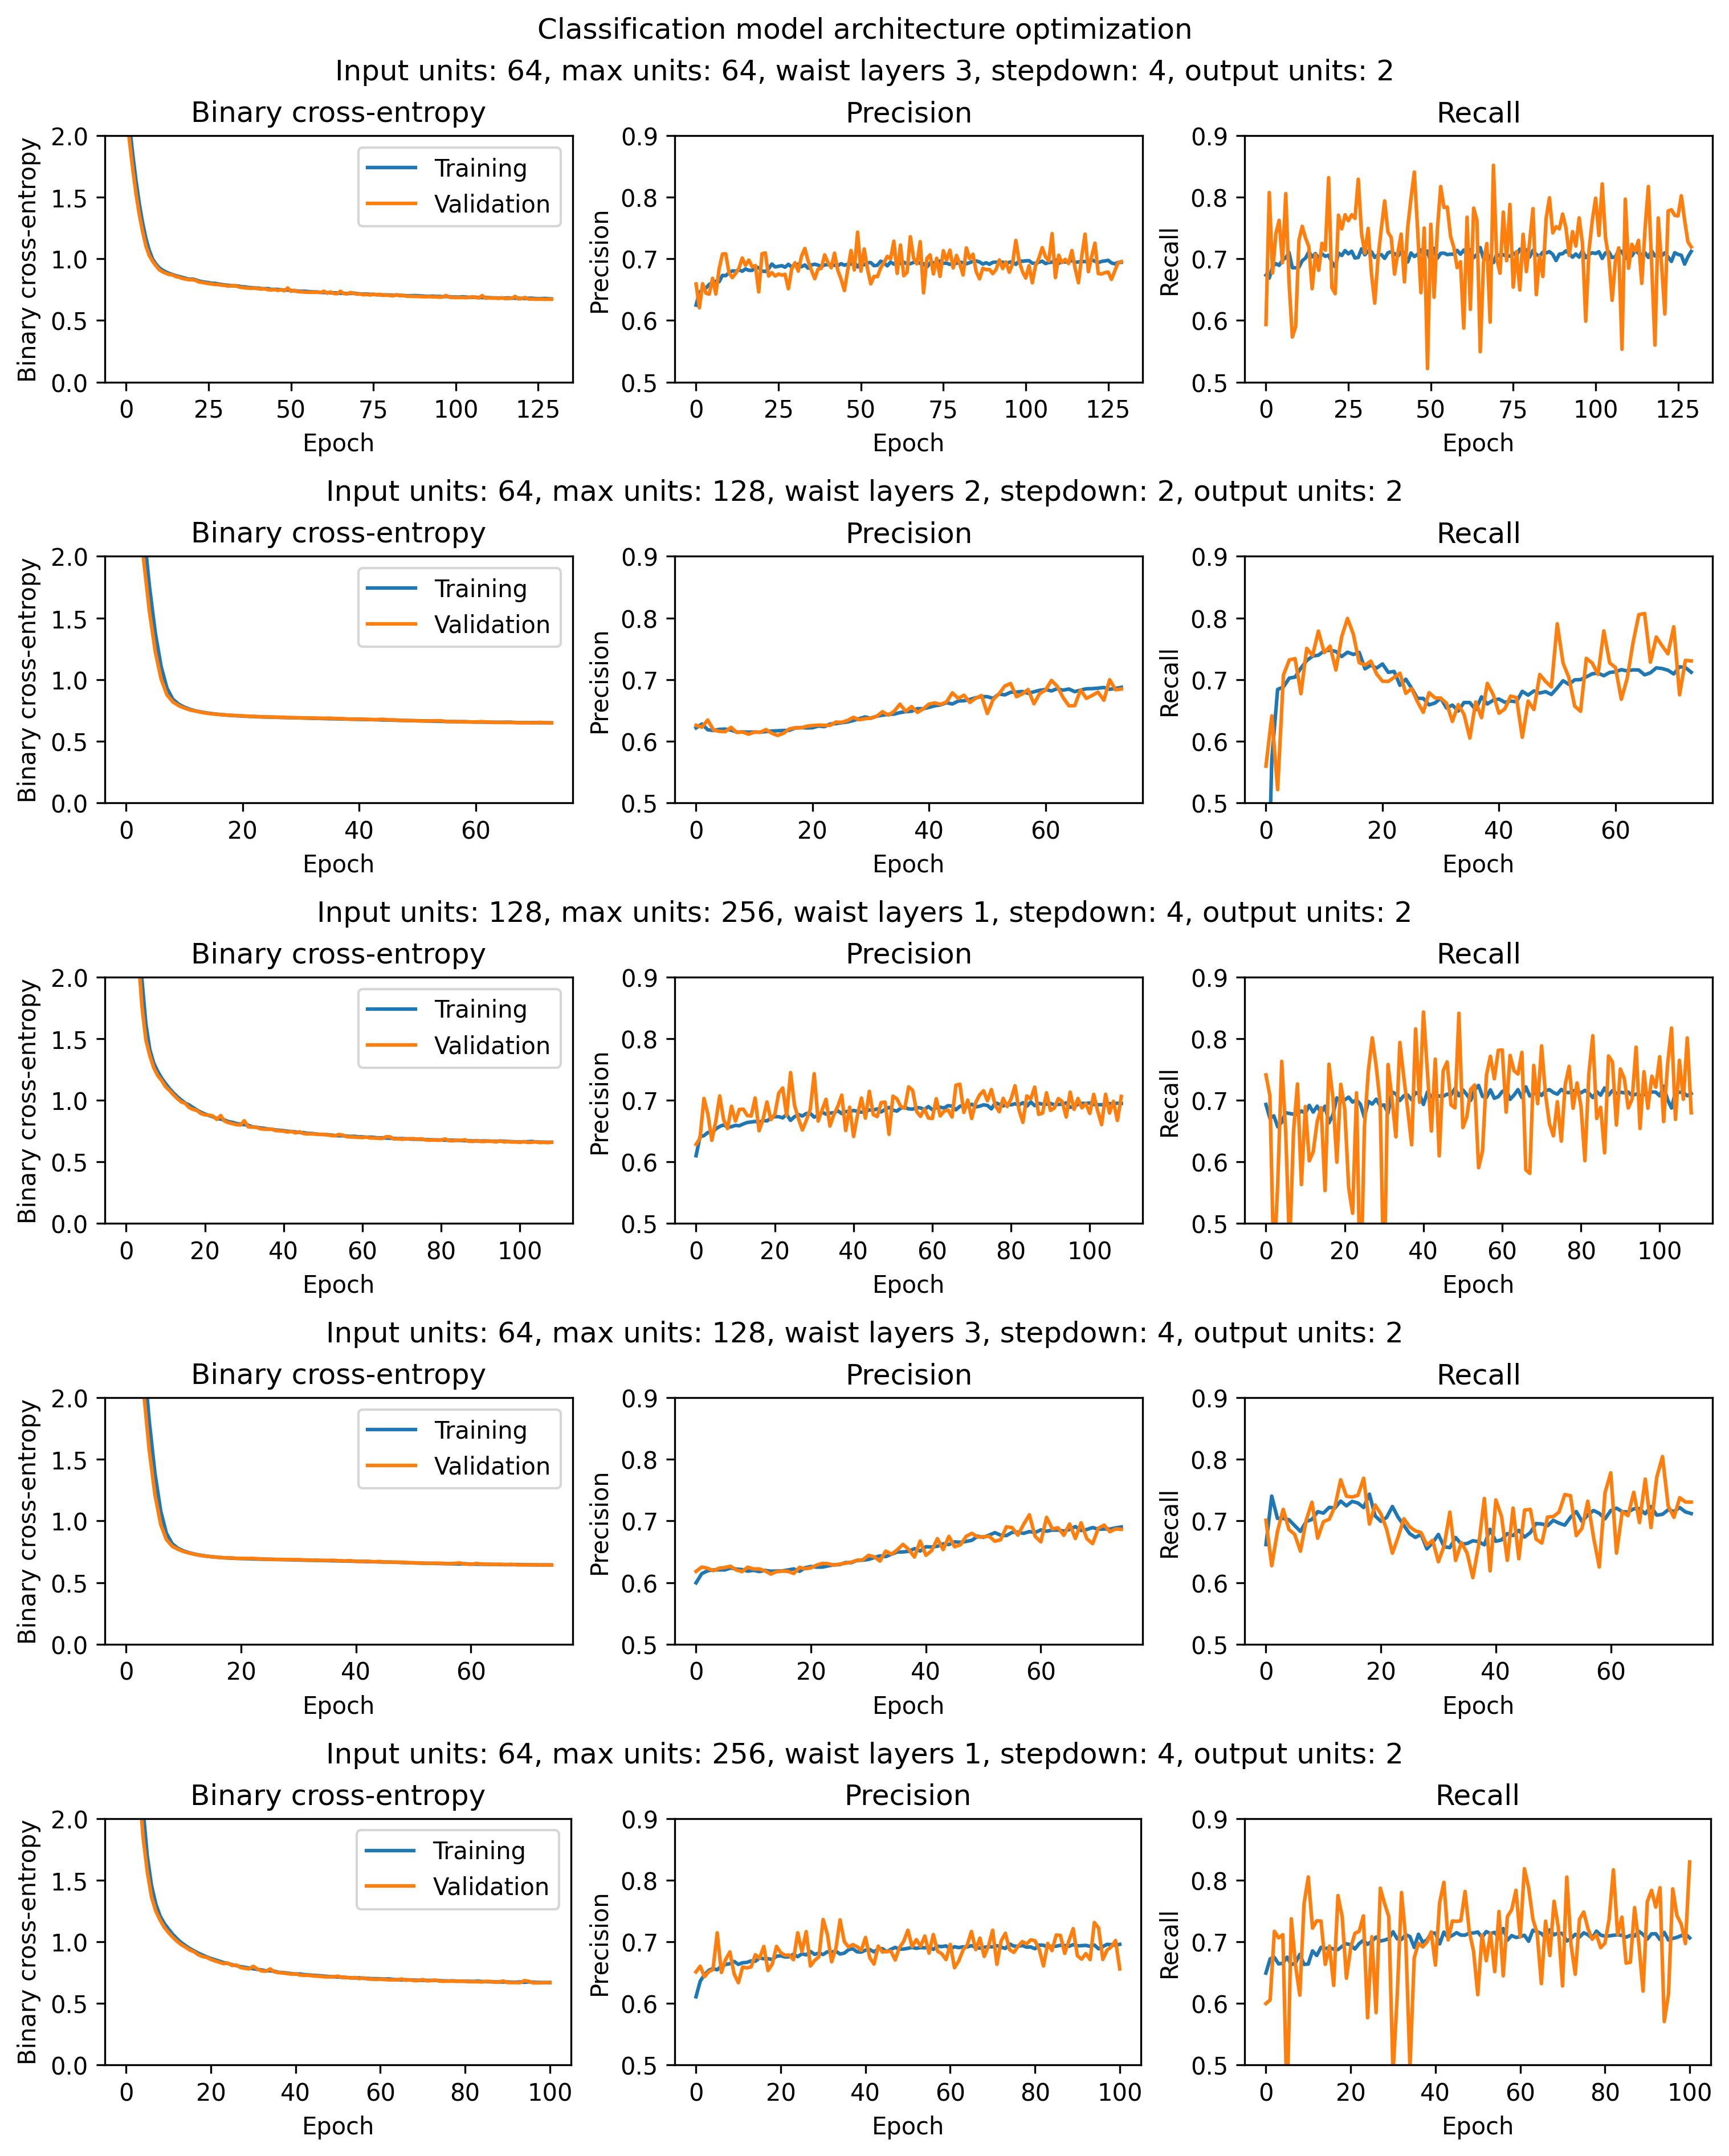 Classification model architecture optimization
Input units: 64, max units: 64, waist layers 3, stepdown: 4, output units: 2
Binary cross-entropy Precision Recall
Binary cross-entropy
2.0
1.5
1.0
0.5
0.0
Training
Validation
0 25 50 75 100 125
Epoch
Precision
0.9
0.8
0.7
0.6
0.5
0 25 50 75 100 125
Epoch
Recall
0.9
0.8
0.7
0.6
0.5
0 25 50 75 100 125
Epoch
Input units: 64, max units: 128, waist layers 2, stepdown: 2, output units: 2
Binary cross-entropy Precision Recall
Binary cross-entropy
2.0
1.5
1.0
0.5
0.0
Training
Validation
0 20 40 60
Epoch
Precision
0.9
0.8
0.7
0.6
0.5
0 20 40 60
Epoch
Recall
0.9
0.8
0.7
0.6
0.5
0 20 40 60
Epoch
Input units: 128, max units: 256, waist layers 1, stepdown: 4, output units: 2
Binary cross-entropy Precision Recall
Binary cross-entropy
2.0
1.5
1.0
0.5
0.0
Training
Validation
0 20 40 60 80 100
Epoch
Precision
0.9
0.8
0.7
0.6
0.5
0 20 40 60 80 100
Epoch
Recall
0.9
0.8
0.7
0.6
0.5
0 20 40 60 80 100
Epoch
Input units: 64, max units: 128, waist layers 3, stepdown: 4, output units: 2
Binary cross-entropy Precision Recall
Binary cross-entropy
2.0
1.5
1.0
0.5
0.0
Training
Validation
0 20 40 60
Epoch
Precision
0.9
0.8
0.7
0.6
0.5
0 20 40 60
Epoch
Recall
0.9
0.8
0.7
0.6
0.5
0 20 40 60
Epoch
Input units: 64, max units: 256, waist layers 1, stepdown: 4, output units: 2
Binary cross-entropy Precision Recall
Binary cross-entropy
2.0
1.5
1.0
0.5
0.0
Training
Validation
0 20 40 60 80 100
Epoch
Precision
0.9
0.8
0.7
0.6
0.5
0 20 40 60 80 100
Epoch
Recall
0.9
0.8
0.7
0.6
0.5
0 20 40 60 80 100
Epoch